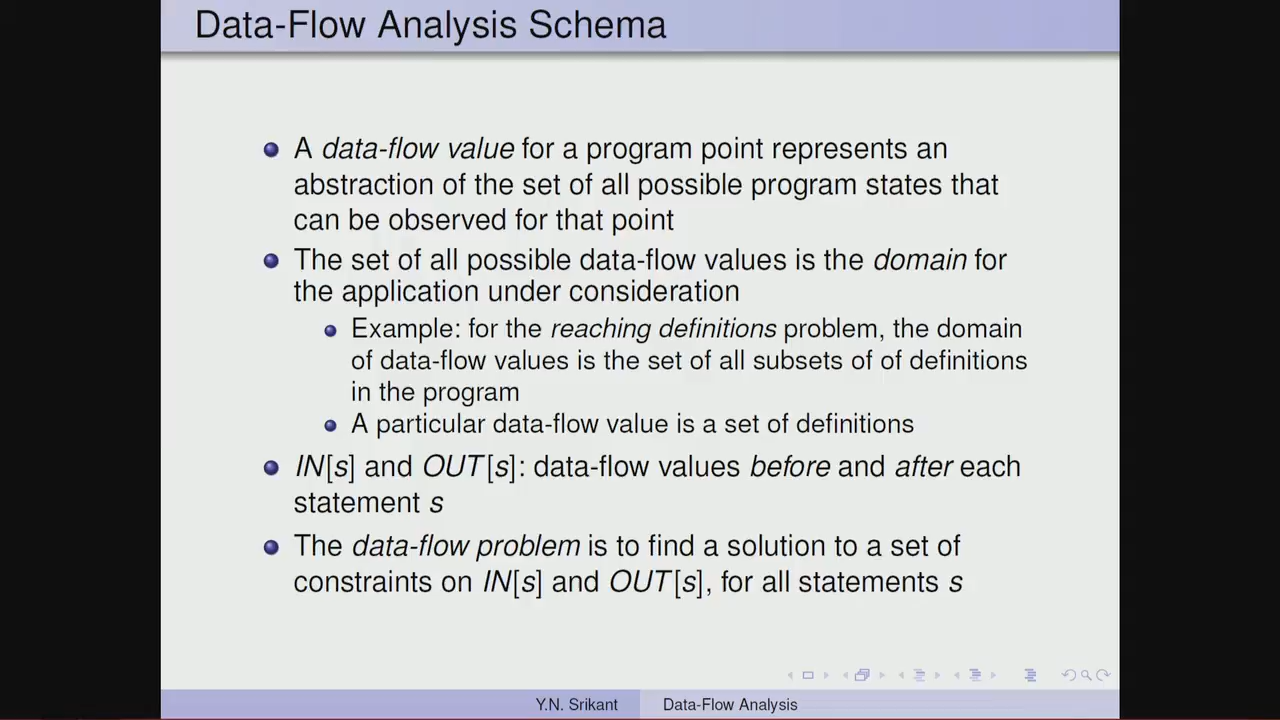 Data-Flow Analysis Schema
A data-flow value for a program point represents an
abstraction of the set of all possible program states that
can be observed for that point
The set of all possible data-flow values is the domain for
the application under consideration
Example: for the reaching definitions problem, the domain
of data-flow values is the set of all subsets of of definitions
in the program
A particular data-flow value is a set of definitions
IN[s] and OUT[s]: data-flow values before and after each
statement s
The data-flow problem is to find a solution to a set of
constraints on IN[s] and OUT[s], for all statements s
Y.N. Srikant
Data-Flow Analysis